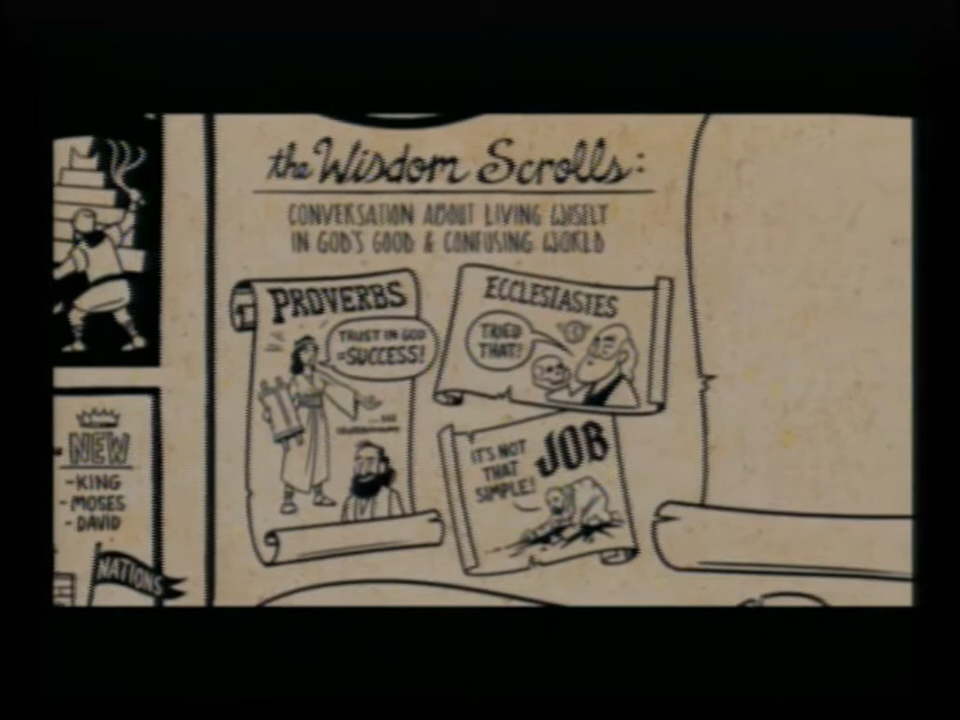 the Wisdom Scrolls:
CONVERSATION ABOUT LIVING WISELY
IN GOD'S GOOD & CONFUSING WORLD
PROVERBS
TRUST IN GOD
=SUCCESS!
ECCLESIASTES
TRIED
THAT!
JOB
IT'S NOT
THAT
SIMPLE!
NEW
-KING
-MOSES
-DAVID
NATIONS